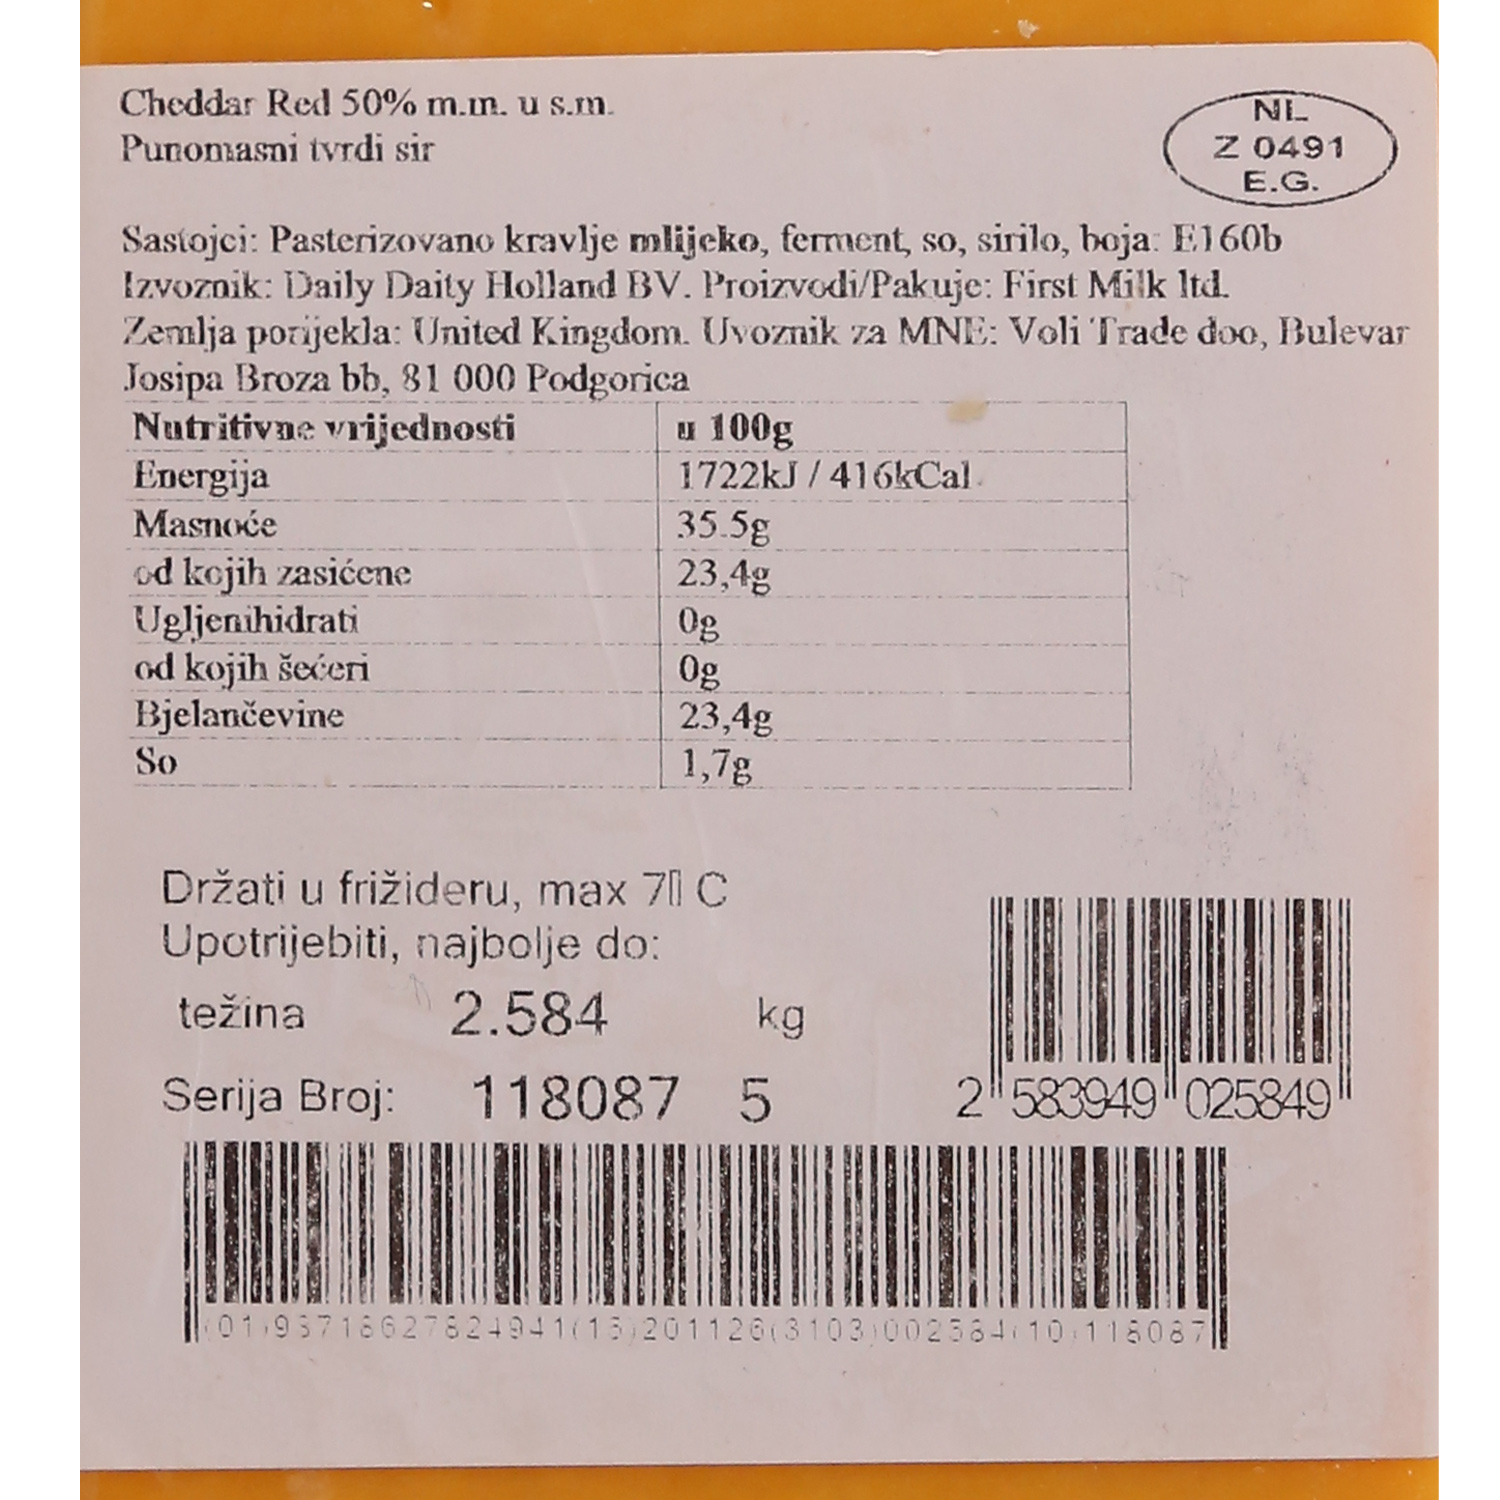 Cheddar Red 50% m.m. u s.m.
Punomasni tvrdi sir
NL
Z 0491
E.G.
Sastojci: Pasterizovano kravlje mlijeko, ferment, so, sirilo, boja: E160b
Izvoznik: Daily Daity Holland BV. Proizvodi/Pakuje: First Milk ltd.
Zemlja porijekla: United Kingdom. Uvoznik za MNE: Voli Trade doo, Bulevar
Josipa Broza bb, 81 000 Podgorica
Nutritivne vrijednosti u 100g
Energija 1722kJ / 416kCal
Masnoće 35.5g
od kojih zasićene 23,4g
Ugljenihidrati 0g
od kojih šećeri 0g
Bjelančevine 23,4g
So 1,7g
Držati u frižideru, max 7▯ C
Upotrijebiti, najbolje do:
težina 2.584 kg
Serija Broj: 118087 5
2 583949 025849
(01)93718627824941(15)201126(3103)002584(10)118087